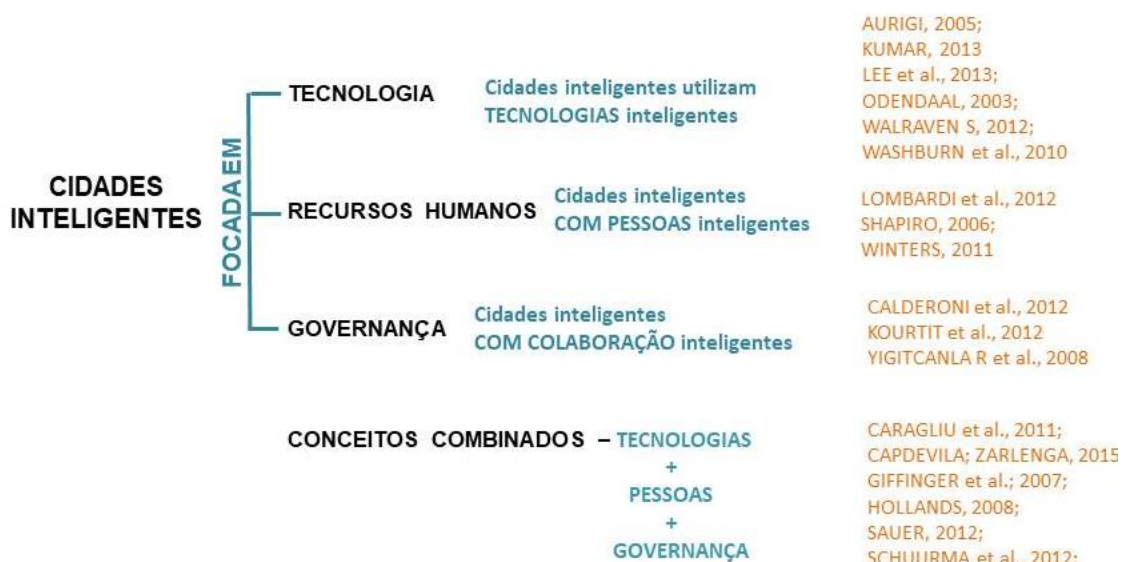 CIDADES
INTELIGENTES
FOCADA EM
TECNOLOGIA
Cidades inteligentes utilizam
TECNOLOGIAS inteligentes
AURIGI, 2005;
KUMAR, 2013
LEE et al., 2013;
ODENDAAL, 2003;
WALRAVEN S, 2012;
WASHBURN et al., 2010
RECURSOS HUMANOS
Cidades inteligentes
COM PESSOAS inteligentes
LOMBARDI et al., 2012
SHAPIRO, 2006;
WINTERS, 2011
GOVERNANÇA
Cidades inteligentes
COM COLABORAÇÃO inteligentes
CALDERONI et al., 2012
KOURTIT et al., 2012
YIGITCANLA R et al., 2008
CONCEITOS COMBINADOS – TECNOLOGIAS
+
PESSOAS
+
GOVERNANÇA
CARAGLIU et al., 2011;
CAPDEVILA; ZARLENGA, 2015
GIFFINGER et al.; 2007;
HOLLANDS, 2008;
SAUER, 2012;
SCHUURMA et al., 2012;